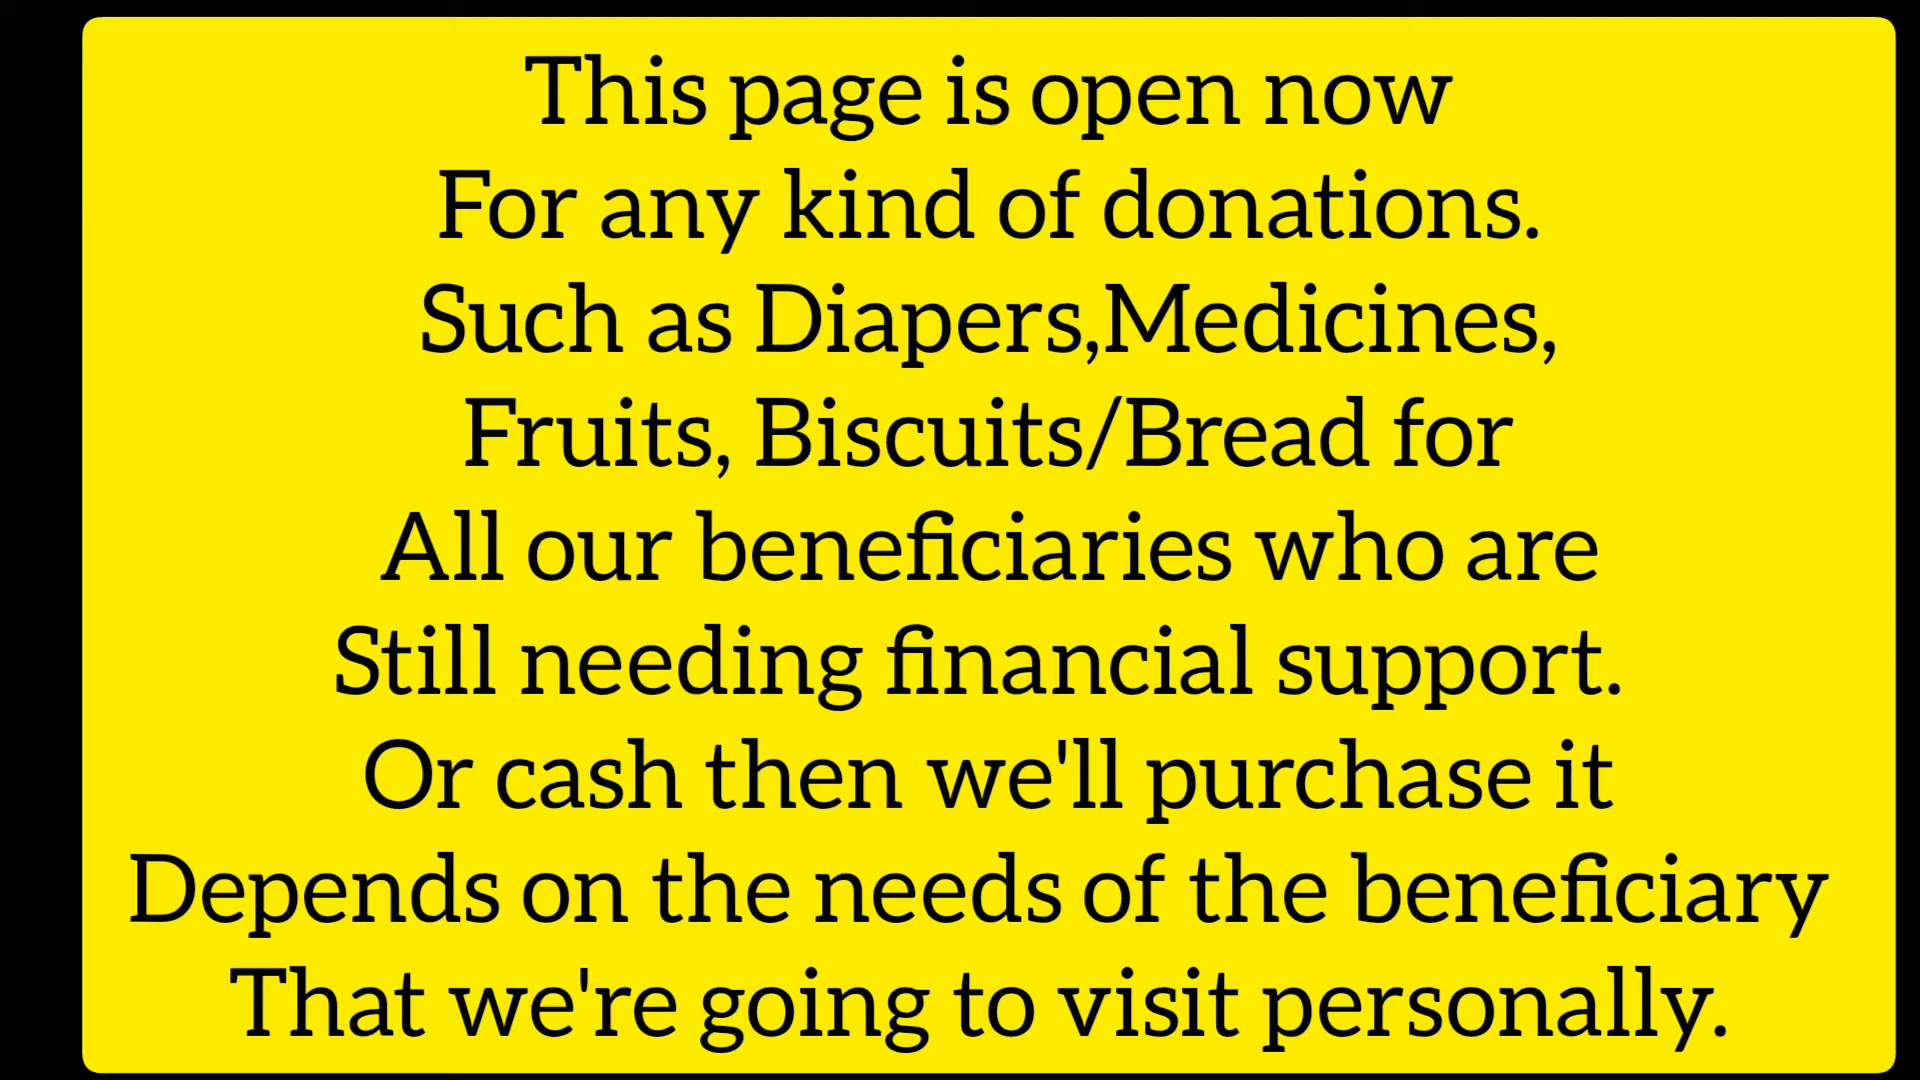 This page is open now
For any kind of donations.
Such as Diapers,Medicines,
Fruits, Biscuits/Bread for
All our beneficiaries who are
Still needing financial support.
Or cash then we'll purchase it
Depends on the needs of the beneficiary
That we're going to visit personally.